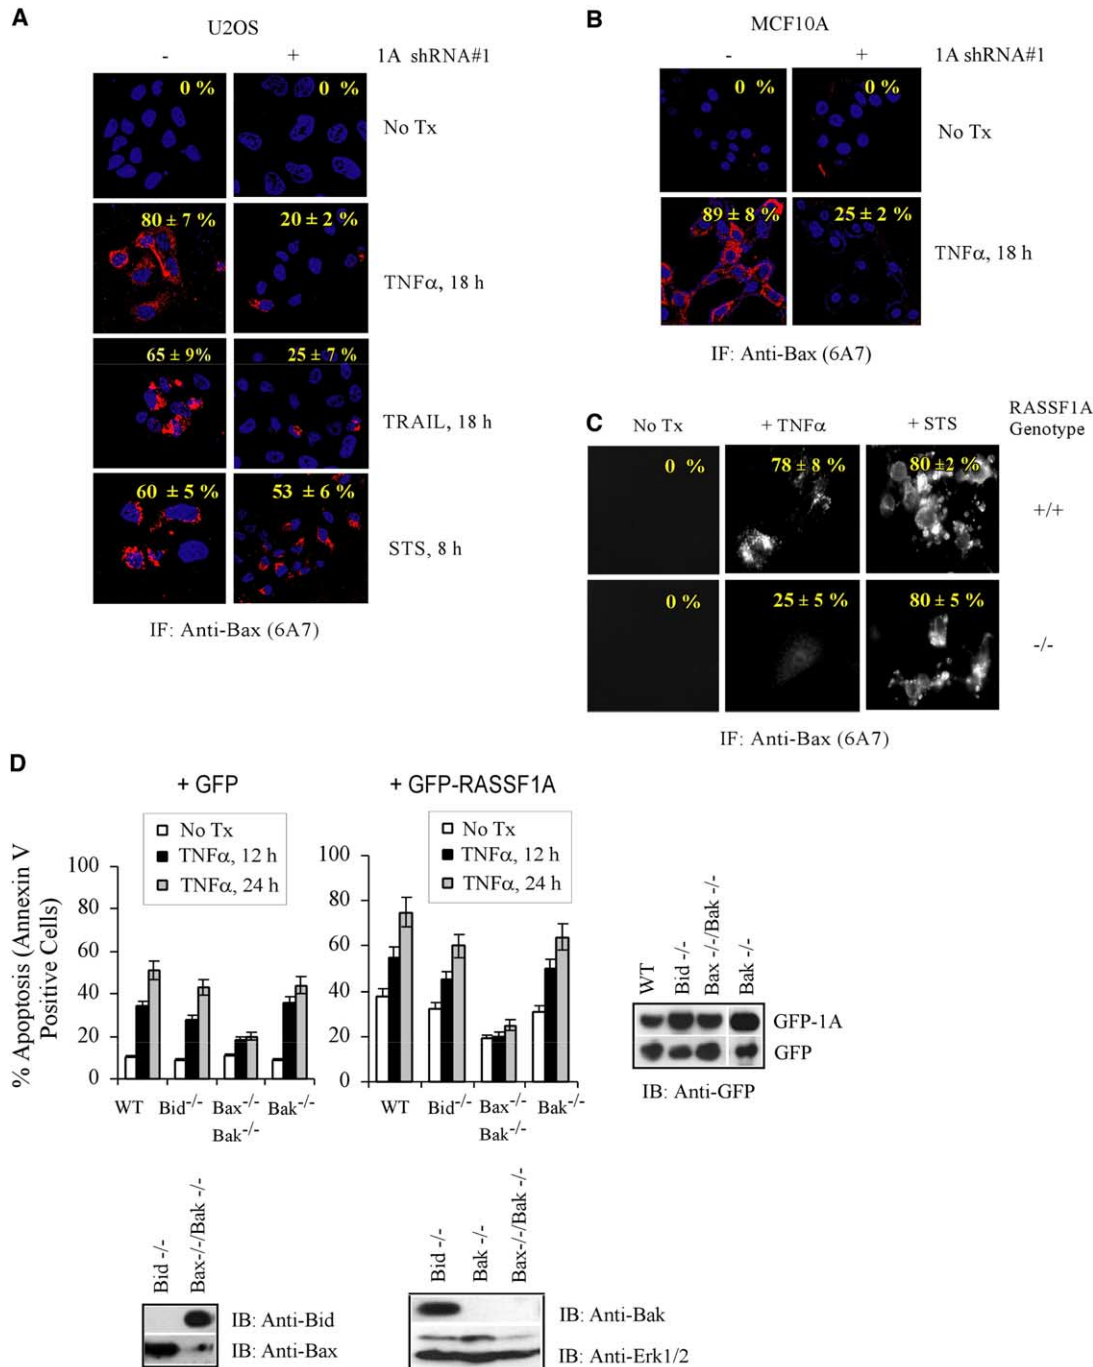 A
U2OS
- + 1A shRNA#1
0 % 0 %
No Tx
80 ± 7 % 20 ± 2 %
TNFα, 18 h
65 ± 9% 25 ± 7 %
TRAIL, 18 h
60 ± 5 % 53 ± 6 %
STS, 8 h
IF: Anti-Bax (6A7)
B
MCF10A
- + 1A shRNA#1
0 % 0 %
No Tx
89 ± 8 % 25 ± 2 %
TNFα, 18 h
IF: Anti-Bax (6A7)
C
No Tx + TNFα + STS RASSF1A
Genotype
0 % 78 ± 8 % 80 ±2 %
+/+
0 % 25 ± 5 % 80 ± 5 %
-/-
IF: Anti-Bax (6A7)
D
+ GFP
No Tx
TNFα, 12 h
TNFα, 24 h
% Apoptosis (Annexin V
Positive Cells)
100
80
60
40
20
0
WT Bid-/- Bax-/- Bak-/-
Bak-/-
+ GFP-RASSF1A
No Tx
TNFα, 12 h
TNFα, 24 h
100
80
60
40
20
0
WT Bid-/- Bax-/- Bak-/-
Bak-/-
WT
Bid -/-
Bax -/-/Bak -/-
Bak -/-
GFP-1A
GFP
IB: Anti-GFP
Bid -/-
Bax-/-/Bak -/-
IB: Anti-Bid
IB: Anti-Bax
Bid -/-
Bak -/-
Bax-/-/Bak -/-
IB: Anti-Bak
IB: Anti-Erk1/2